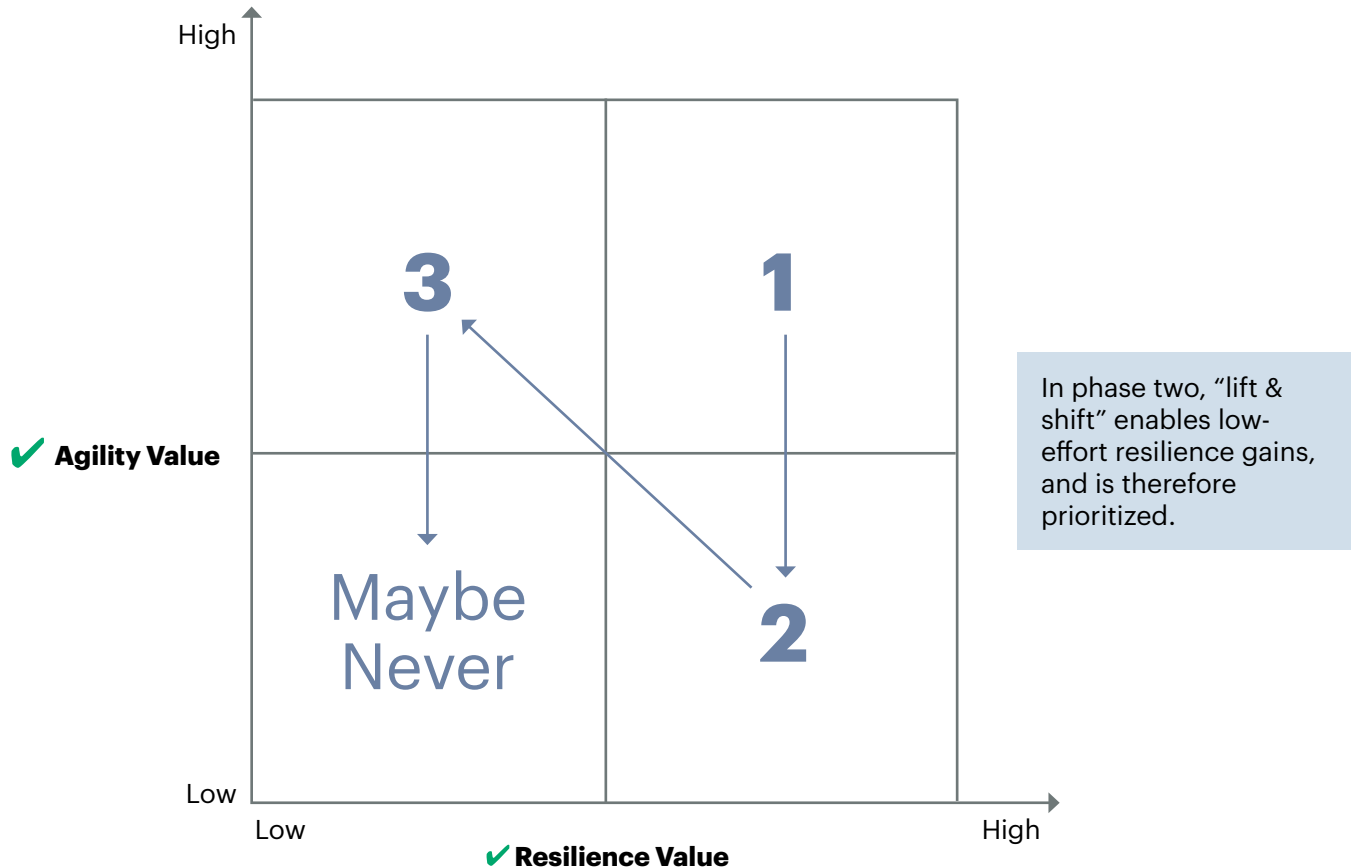 High
3
1
In phase two, “lift &
shift” enables low-
effort resilience gains,
and is therefore
prioritized.
✔ Agility Value
Maybe
Never
2
Low
Low
High
✔ Resilience Value